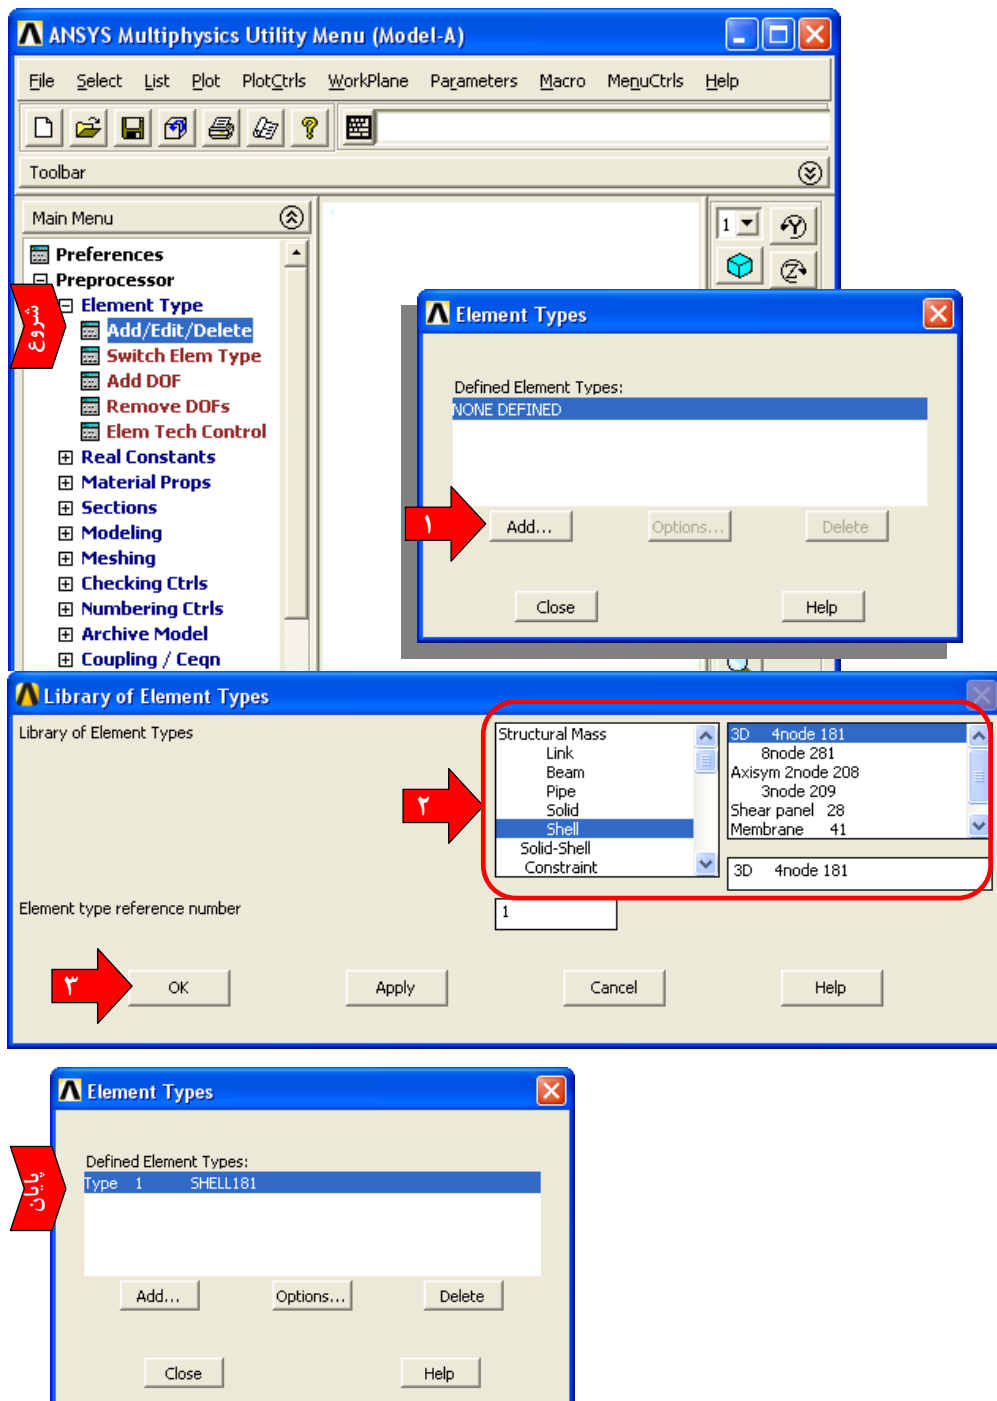 ANSYS Multiphysics Utility Menu (Model-A)
File Select List Plot PlotCtrls WorkPlane Parameters Macro MenuCtrls Help
Toolbar
Main Menu
1
Y
Z
Preferences
Preprocessor
Element Type
شروع
Add/Edit/Delete
Switch Elem Type
Add DOF
Remove DOFs
Elem Tech Control
Real Constants
Material Props
Sections
Modeling
Meshing
Checking Ctrls
Numbering Ctrls
Archive Model
Coupling / Ceqn
Element Types
Defined Element Types:
NONE DEFINED
۱
Add... Options... Delete
Close Help
Library of Element Types
Library of Element Types
Structural Mass
Link
Beam
Pipe
Solid
Shell
Solid-Shell
Constraint
3D 4node 181
8node 281
Axisym 2node 208
3node 209
Shear panel 28
Membrane 41
3D 4node 181
۲
Element type reference number
1
۳
OK Apply Cancel Help
Element Types
Defined Element Types:
پایان
Type 1 SHELL181
Add... Options... Delete
Close Help